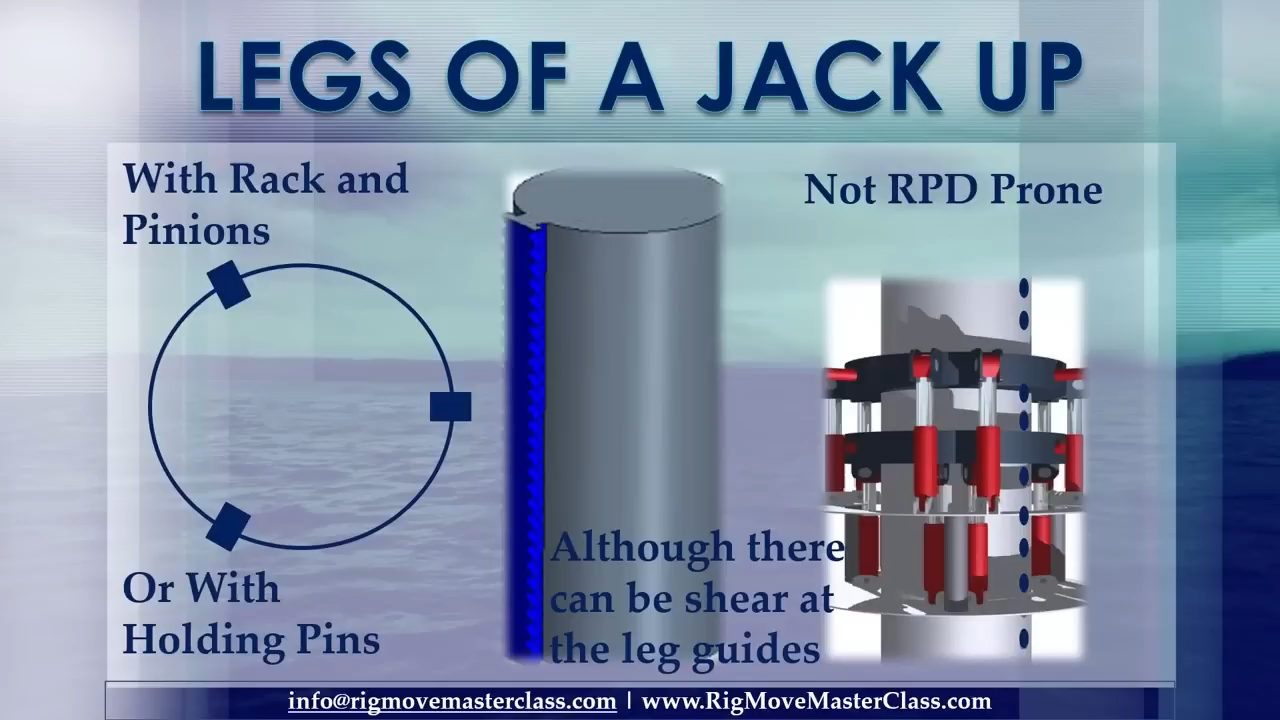 LEGS OF A JACK UP
With Rack and
Pinions
Not RPD Prone
Or With
Holding Pins
Although there
can be shear at
the leg guides
info@rigmovemasterclass.com | www.RigMoveMasterClass.com